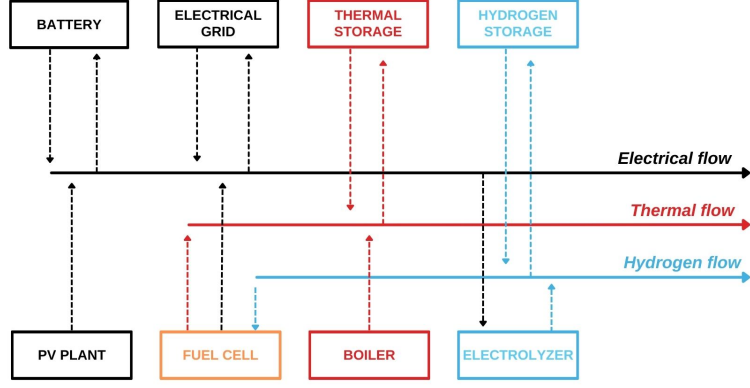 BATTERY
ELECTRICAL
GRID
THERMAL
STORAGE
HYDROGEN
STORAGE
Electrical flow
Thermal flow
Hydrogen flow
PV PLANT
FUEL CELL
BOILER
ELECTROLYZER